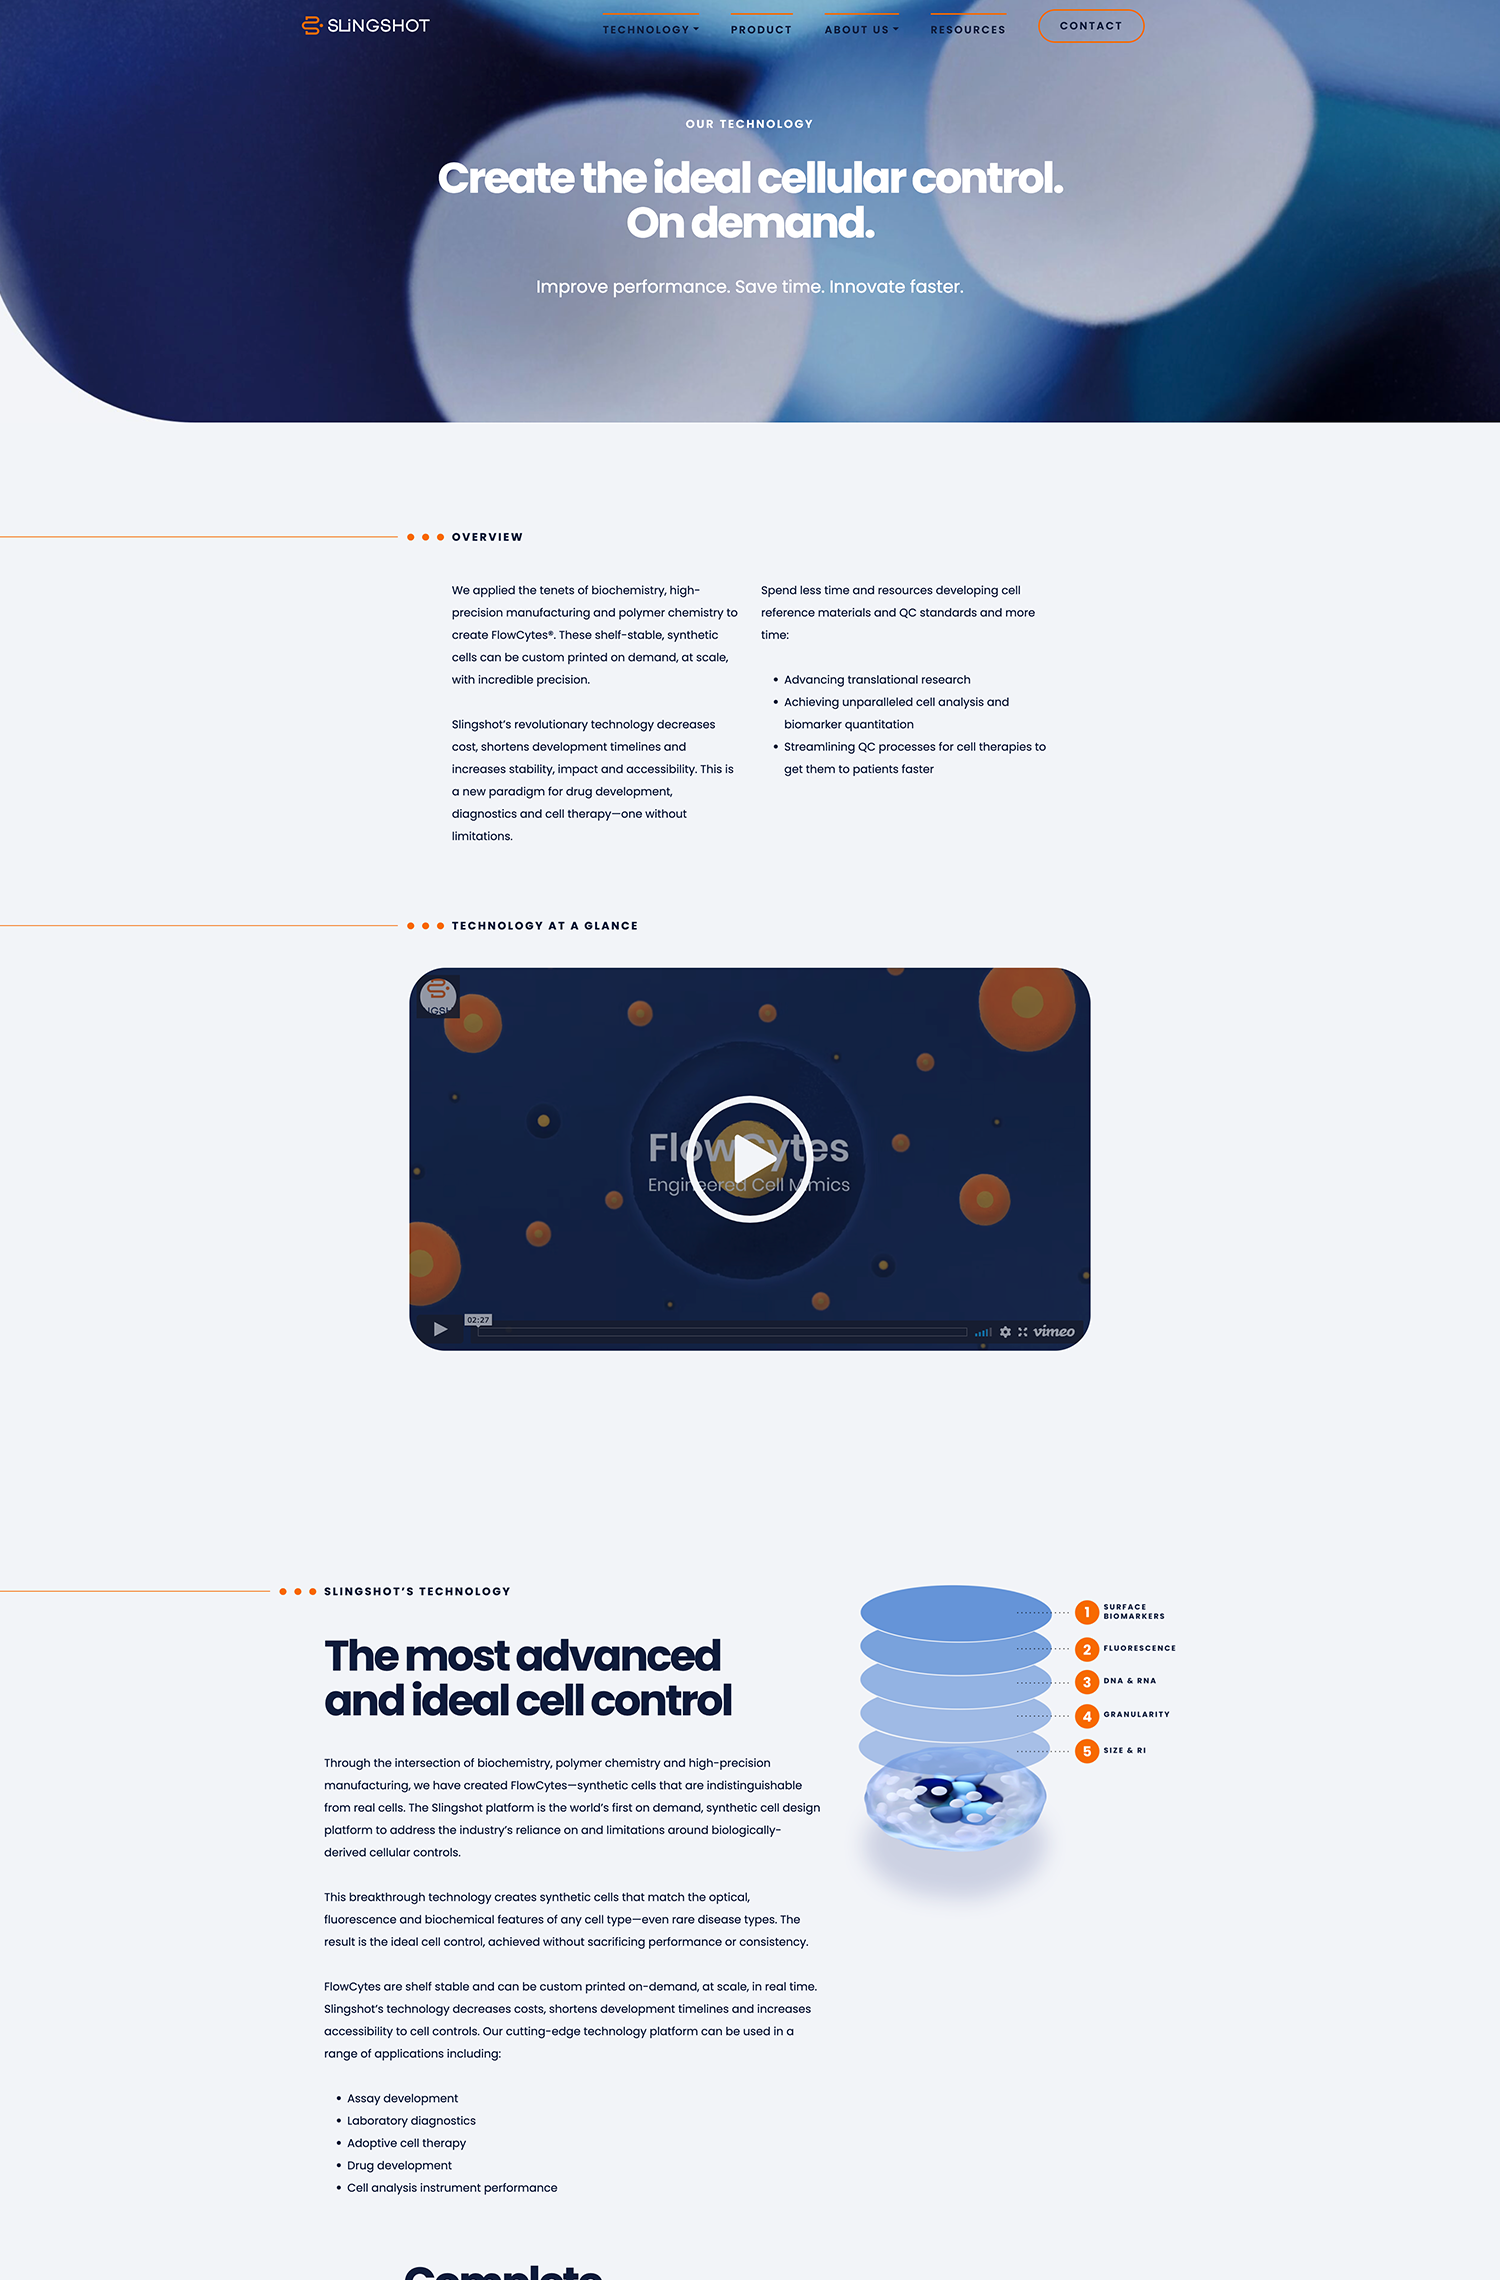 SLINGSHOT
TECHNOLOGY
PRODUCT
ABOUT US
RESOURCES
CONTACT
OUR TECHNOLOGY
Create the ideal cellular control.
On demand.
Improve performance. Save time. Innovate faster.
OVERVIEW
We applied the tenets of biochemistry, high-
precision manufacturing and polymer chemistry to
create FlowCytes®. These shelf-stable, synthetic
cells can be custom printed on demand, at scale,
with incredible precision.
Slingshot’s revolutionary technology decreases
cost, shortens development timelines and
increases stability, impact and accessibility. This is
a new paradigm for drug development,
diagnostics and cell therapy—one without
limitations.
Spend less time and resources developing cell
reference materials and QC standards and more
time:
• Advancing translational research
• Achieving unparalleled cell analysis and
biomarker quantitation
• Streamlining QC processes for cell therapies to
get them to patients faster
TECHNOLOGY AT A GLANCE
FlowCytes
Engineered Cell Mimics
02:27
vimeo
SLINGSHOT’S TECHNOLOGY
The most advanced
and ideal cell control
Through the intersection of biochemistry, polymer chemistry and high-precision
manufacturing, we have created FlowCytes—synthetic cells that are indistinguishable
from real cells. The Slingshot platform is the world’s first on demand, synthetic cell design
platform to address the industry’s reliance on and limitations around biologically-
derived cellular controls.
This breakthrough technology creates synthetic cells that match the optical,
fluorescence and biochemical features of any cell type—even rare disease types. The
result is the ideal cell control, achieved without sacrificing performance or consistency.
FlowCytes are shelf stable and can be custom printed on-demand, at scale, in real time.
Slingshot’s technology decreases costs, shortens development timelines and increases
accessibility to cell controls. Our cutting-edge technology platform can be used in a
range of applications including:
• Assay development
• Laboratory diagnostics
• Adoptive cell therapy
• Drug development
• Cell analysis instrument performance
1 SURFACE
BIOMARKERS
2 FLUORESCENCE
3 DNA & RNA
4 GRANULARITY
5 SIZE & RI
Complete